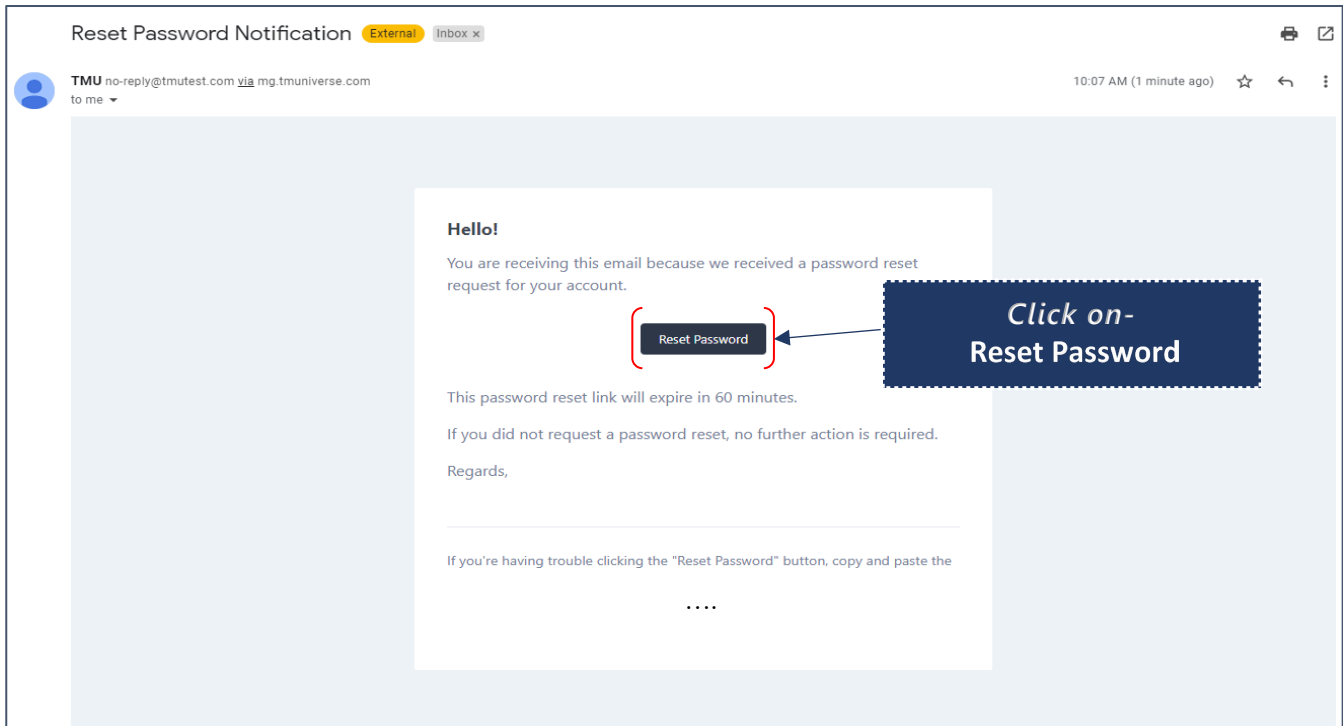 Reset Password Notification External Inbox x
TMU no-reply@tmutest.com via mg.tmuniverse.com 10:07 AM (1 minute ago)
to me
Hello!
You are receiving this email because we received a password reset
request for your account.
Reset Password
Click on-
Reset Password
This password reset link will expire in 60 minutes.
If you did not request a password reset, no further action is required.
Regards,
If you're having trouble clicking the "Reset Password" button, copy and paste the
....